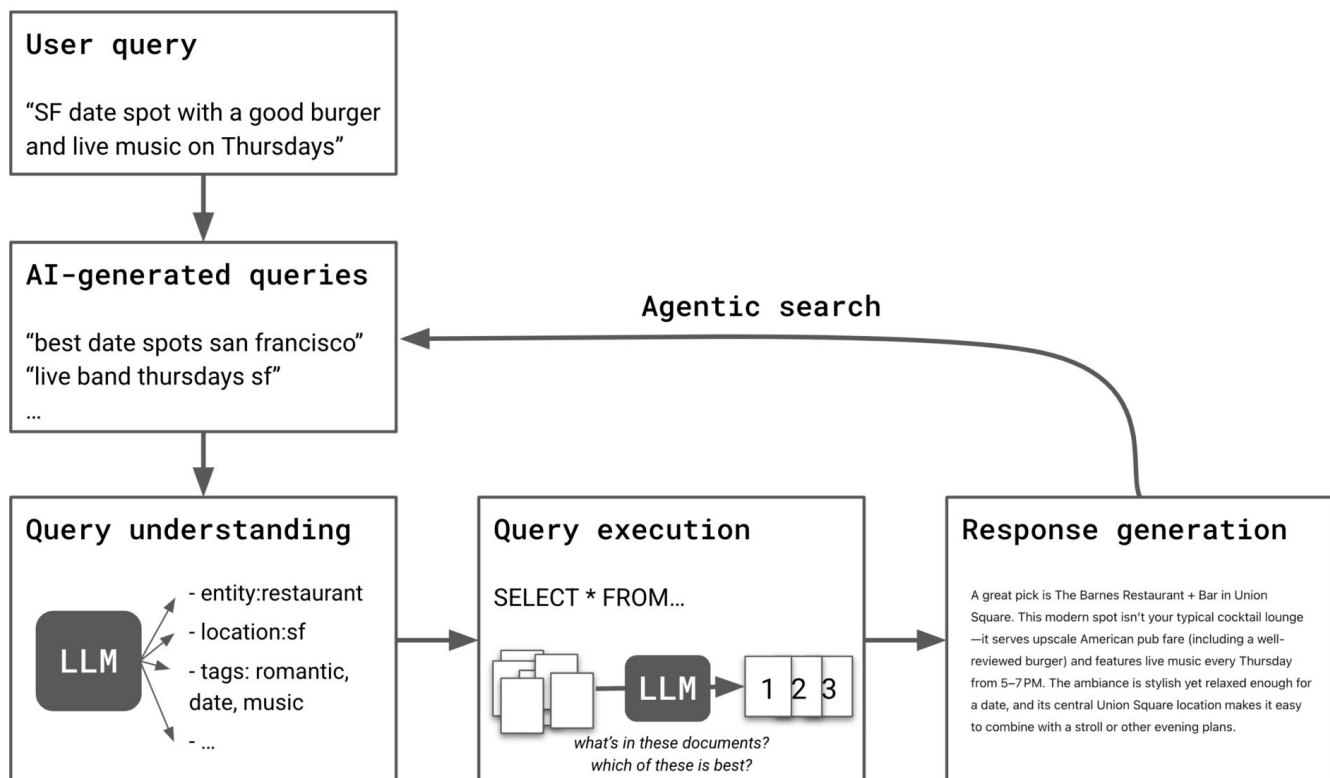 User query
“SF date spot with a good burger
and live music on Thursdays”
AI-generated queries
“best date spots san francisco”
“live band thursdays sf”
…
Agentic search
Query understanding
LLM
- entity:restaurant
- location:sf
- tags: romantic,
date, music
- …
Query execution
SELECT * FROM…
LLM
1 2 3
what’s in these documents?
which of these is best?
Response generation
A great pick is The Barnes Restaurant + Bar in Union
Square. This modern spot isn’t your typical cocktail lounge
—it serves upscale American pub fare (including a well-
reviewed burger) and features live music every Thursday
from 5–7 PM. The ambiance is stylish yet relaxed enough for
a date, and its central Union Square location makes it easy
to combine with a stroll or other evening plans.